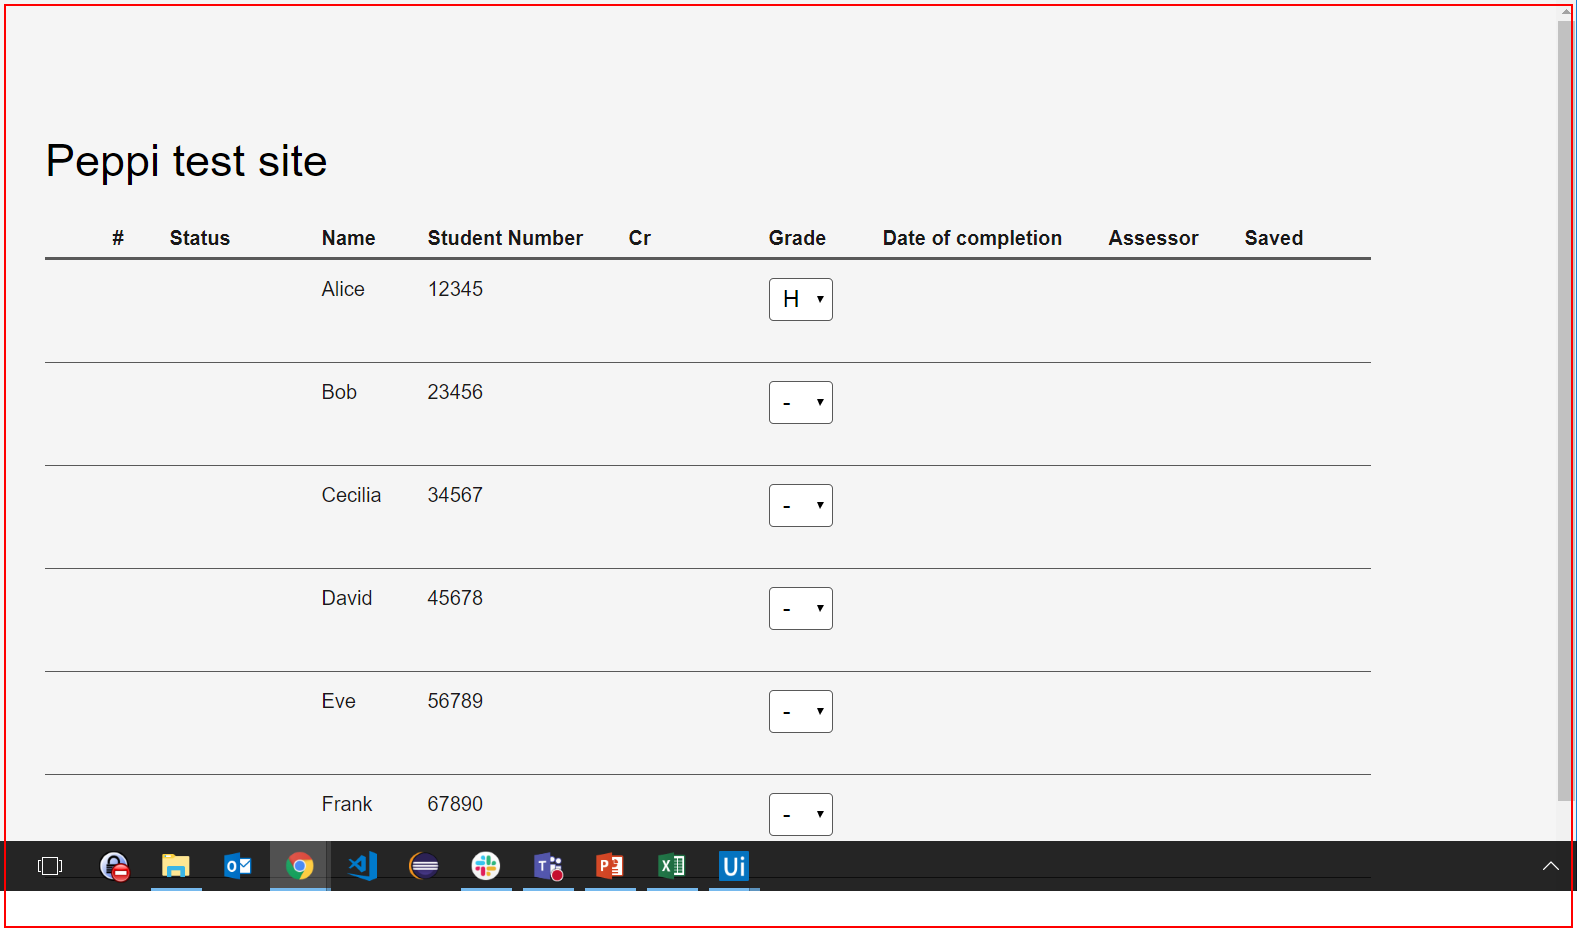 Peppi test site
# Status Name Student Number Cr Grade Date of completion Assessor Saved
Alice 12345 H
Bob 23456 -
Cecilia 34567 -
David 45678 -
Eve 56789 -
Frank 67890 -
O T P X Ui